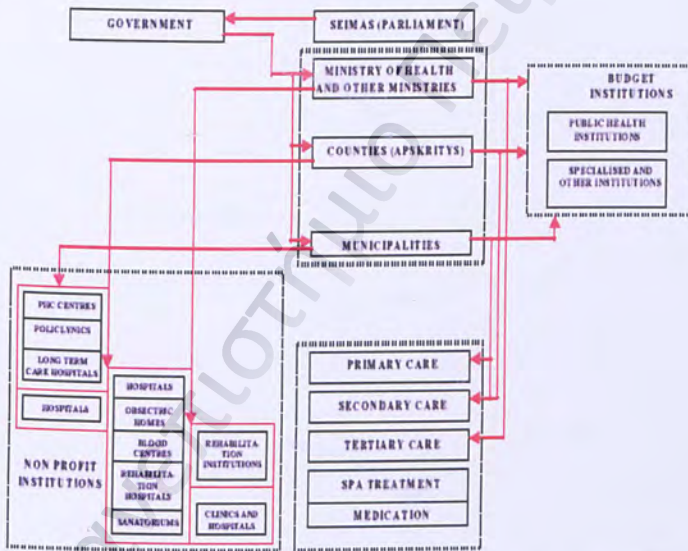 GOVERNMENT
SEIMAS (PARLIAMENT)
MINISTRY OF HEALTH
AND OTHER MINISTRIES
BUDGET
INSTITUTIONS
PUBLIC HEALTH
INSTITUTIONS
COUNTIES (APSKRITYS)
SPECIALISED AND
OTHER INSTITUTIONS
MUNICIPALITIES
PHC CENTRES
POLICLYNICS
LONG TERM
CARE HOSPITALS
HOSPITALS
NON PROFIT
INSTITUTIONS
HOSPITALS
OBSECTRIC
HOMES
BLOOD
CENTRES
REHABILITA-
TION
HOSPITALS
SANATORIUMS
REHABILITA-
TION
INSTITUTIONS
CLINICS AND
HOSPITALS
PRIMARY CARE
SECONDARY CARE
TERTIARY CARE
SPA TREATMENT
MEDICATION